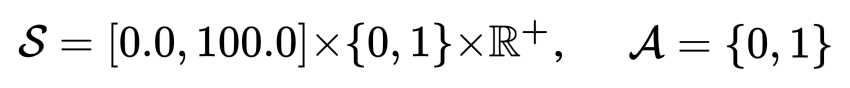 𝒮 = [0.0, 100.0]×{0, 1}×ℝ⁺, 𝒜 = {0, 1}